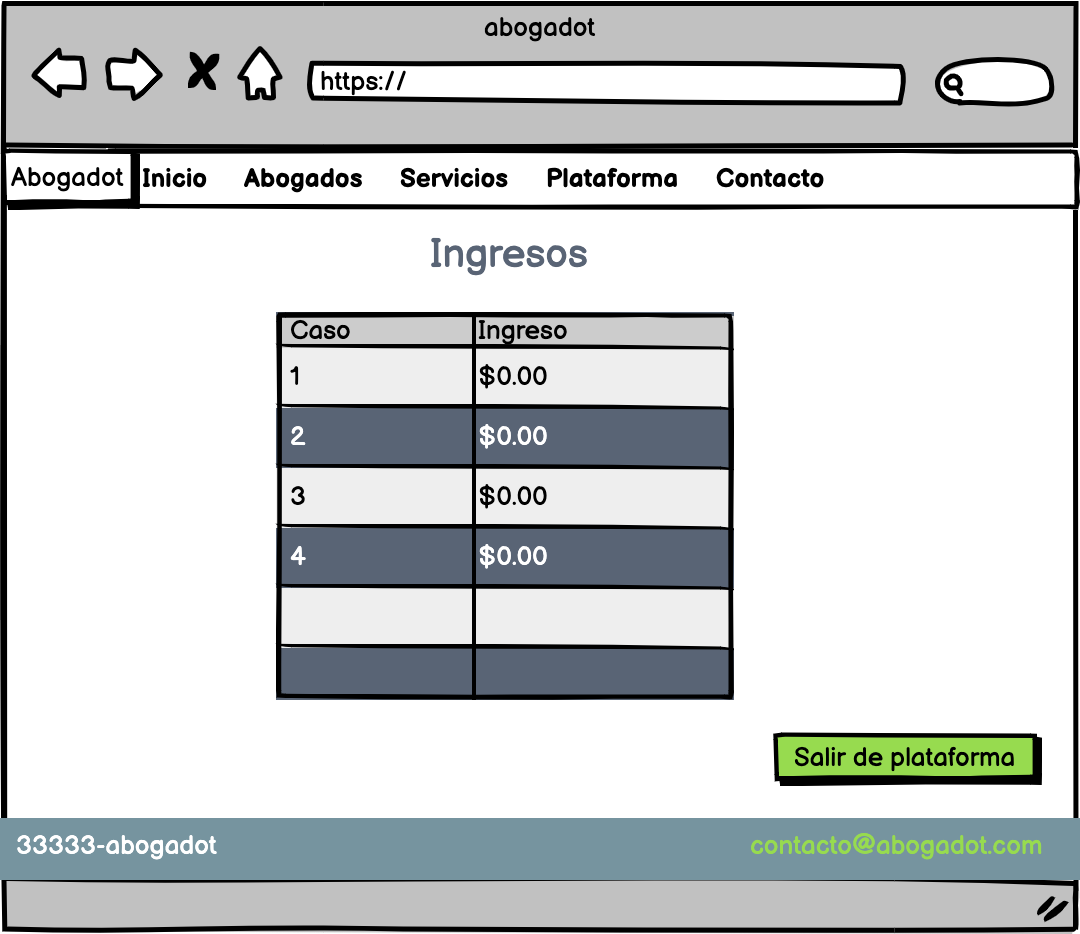 abogadot
https://
Abogadot Inicio Abogados Servicios Plataforma Contacto
Ingresos
Caso Ingreso
1 $0.00
2 $0.00
3 $0.00
4 $0.00
Salir de plataforma
33333-abogadot contacto@abogadot.com